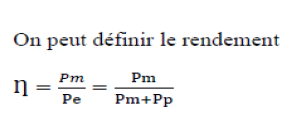 On peut définir le rendement
η = Pm/Pe = Pm/(Pm+Pp)